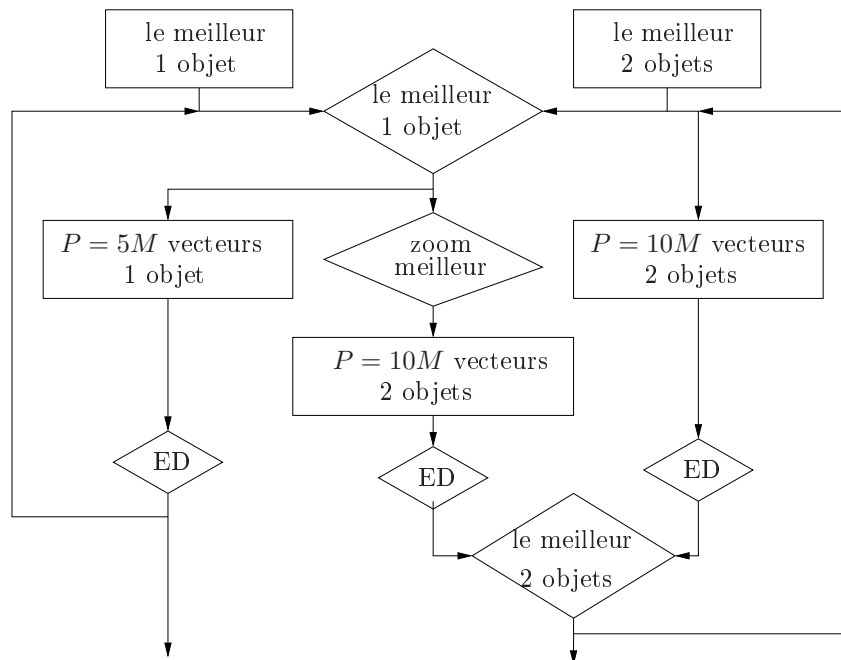 le meilleur
1 objet
le meilleur
2 objets
le meilleur
1 objet
P = 5M vecteurs
1 objet
zoom
meilleur
P = 10M vecteurs
2 objets
P = 10M vecteurs
2 objets
ED
ED
ED
le meilleur
2 objets